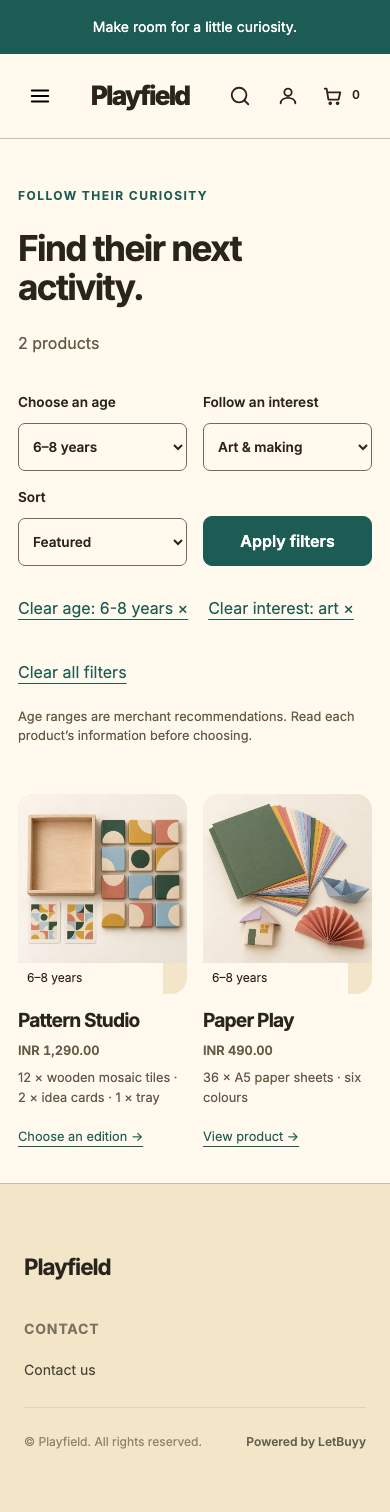 Make room for a little curiosity.
Playfield
0
FOLLOW THEIR CURIOSITY
Find their next
activity.
2 products
Choose an age
Follow an interest
6–8 years
Art & making
Sort
Featured
Apply filters
Clear age: 6-8 years ×
Clear interest: art ×
Clear all filters
Age ranges are merchant recommendations. Read each
product’s information before choosing.
6–8 years
6–8 years
Pattern Studio
INR 1,290.00
12 × wooden mosaic tiles ·
2 × idea cards · 1 × tray
Choose an edition →
Paper Play
INR 490.00
36 × A5 paper sheets · six
colours
View product →
Playfield
CONTACT
Contact us
© Playfield. All rights reserved.
Powered by LetBuyy